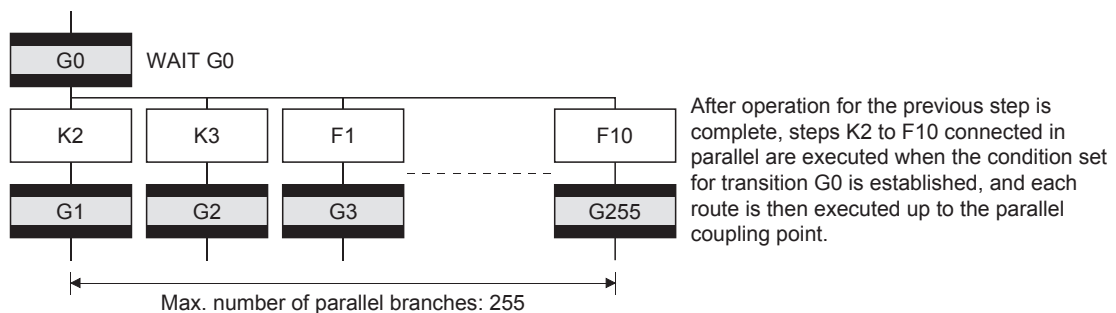 G0 WAIT G0
K2 K3 F1 F10
G1 G2 G3 G255
After operation for the previous step is
complete, steps K2 to F10 connected in
parallel are executed when the condition set
for transition G0 is established, and each
route is then executed up to the parallel
coupling point.
Max. number of parallel branches: 255